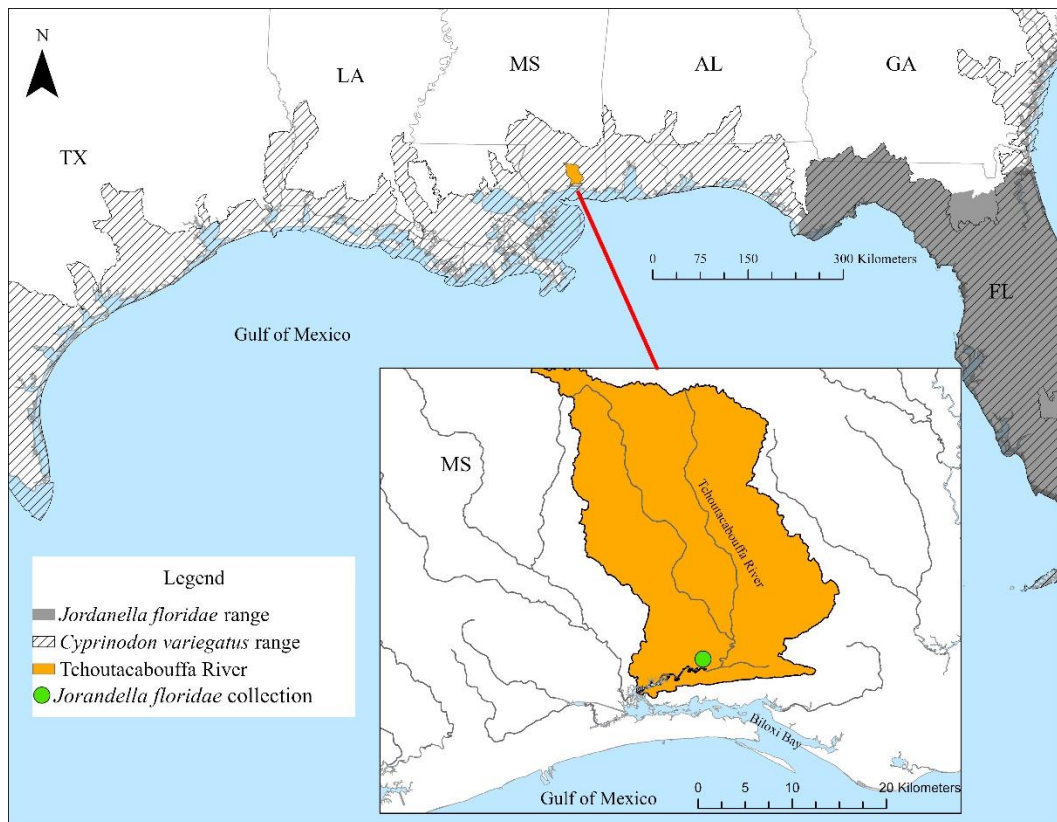 N
TX
LA
MS
AL
GA
FL
0 75 150 300 Kilometers
Gulf of Mexico
MS
Tchoutacabouffa River
Biloxi Bay
Gulf of Mexico
0 5 10 20 Kilometers
Legend
Jordanella floridae range
Cyprinodon variegatus range
Tchoutacabouffa River
Jorandella floridae collection